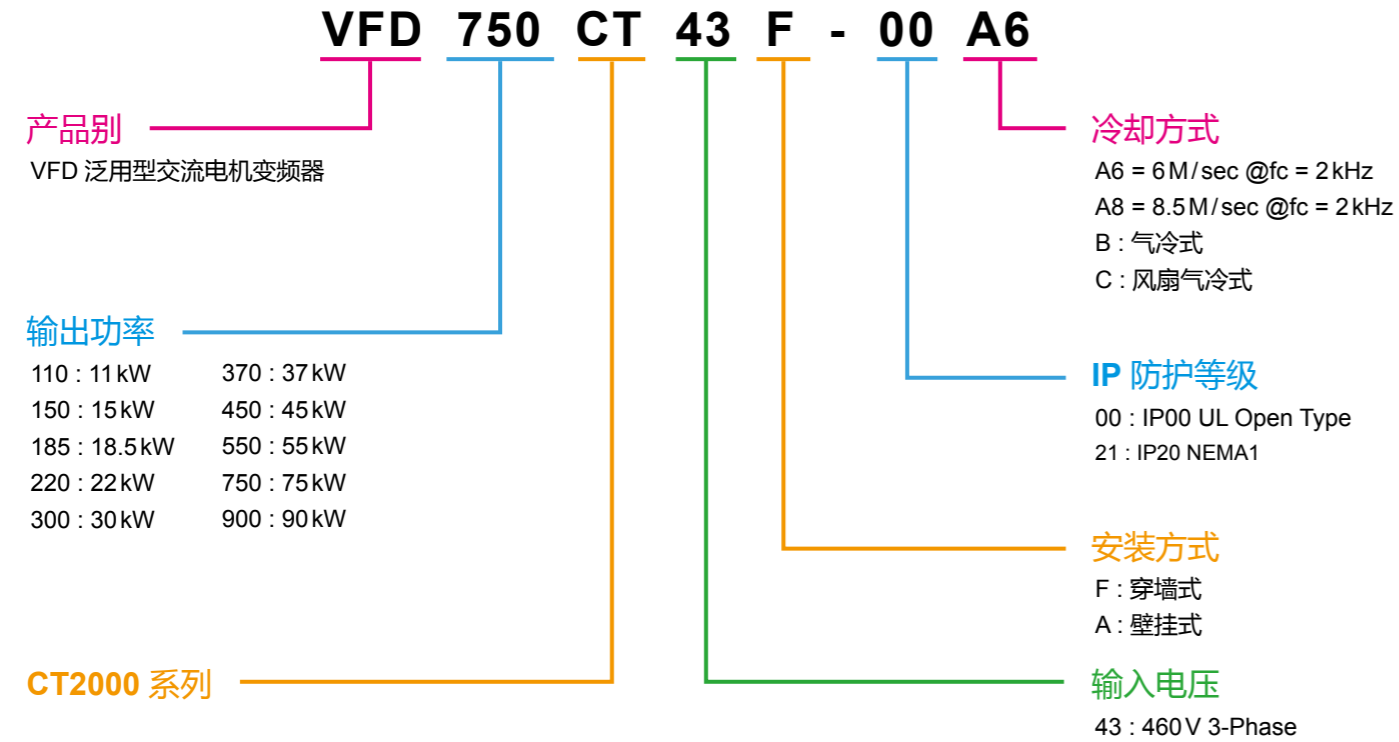 VFD 750 CT 43 F - 00 A6
产品别
VFD 泛用型交流电机变频器
输出功率
110 : 11kW
150 : 15kW
185 : 18.5kW
220 : 22kW
300 : 30kW
370 : 37kW
450 : 45kW
550 : 55kW
750 : 75kW
900 : 90kW
CT2000 系列
冷却方式
A6 = 6M/sec @fc = 2kHz
A8 = 8.5M/sec @fc = 2kHz
B : 气冷式
C : 风扇气冷式
IP 防护等级
00 : IP00 UL Open Type
21 : IP20 NEMA1
安装方式
F : 穿墙式
A : 壁挂式
输入电压
43 : 460V 3-Phase